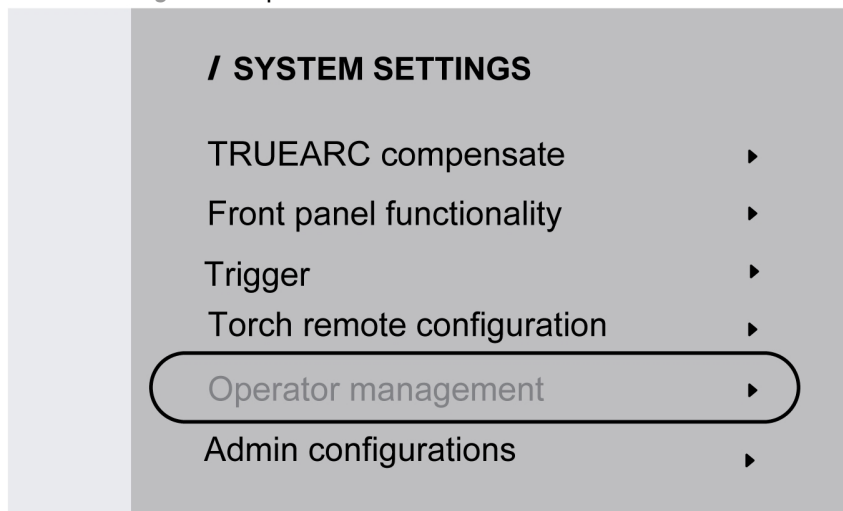 / SYSTEM SETTINGS
TRUEARC compensate
Front panel functionality
Trigger
Torch remote configuration
Operator management
Admin configurations